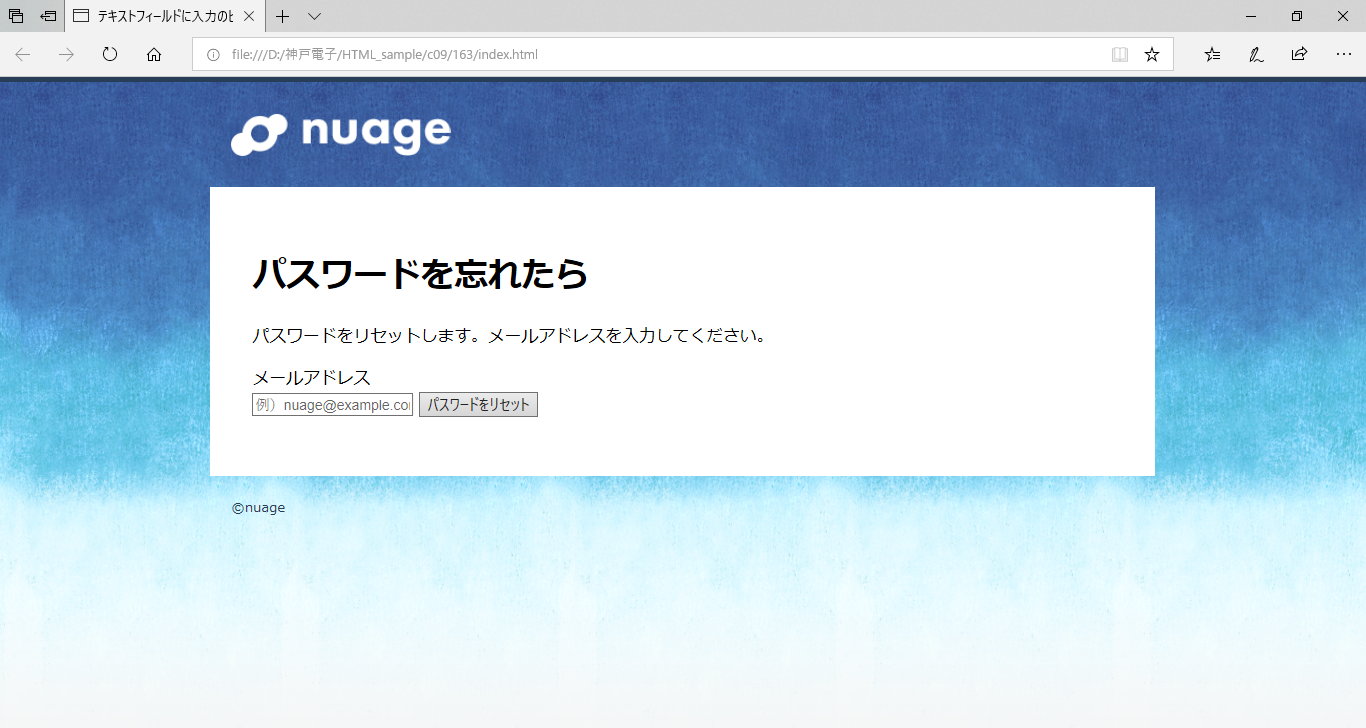 テキストフィールドに入力のヒ
file:///D:/神戸電子/HTML_sample/c09/163/index.html
nuage
パスワードを忘れたら
パスワードをリセットします。メールアドレスを入力してください。
メールアドレス
例）nuage@example.co
パスワードをリセット
©nuage